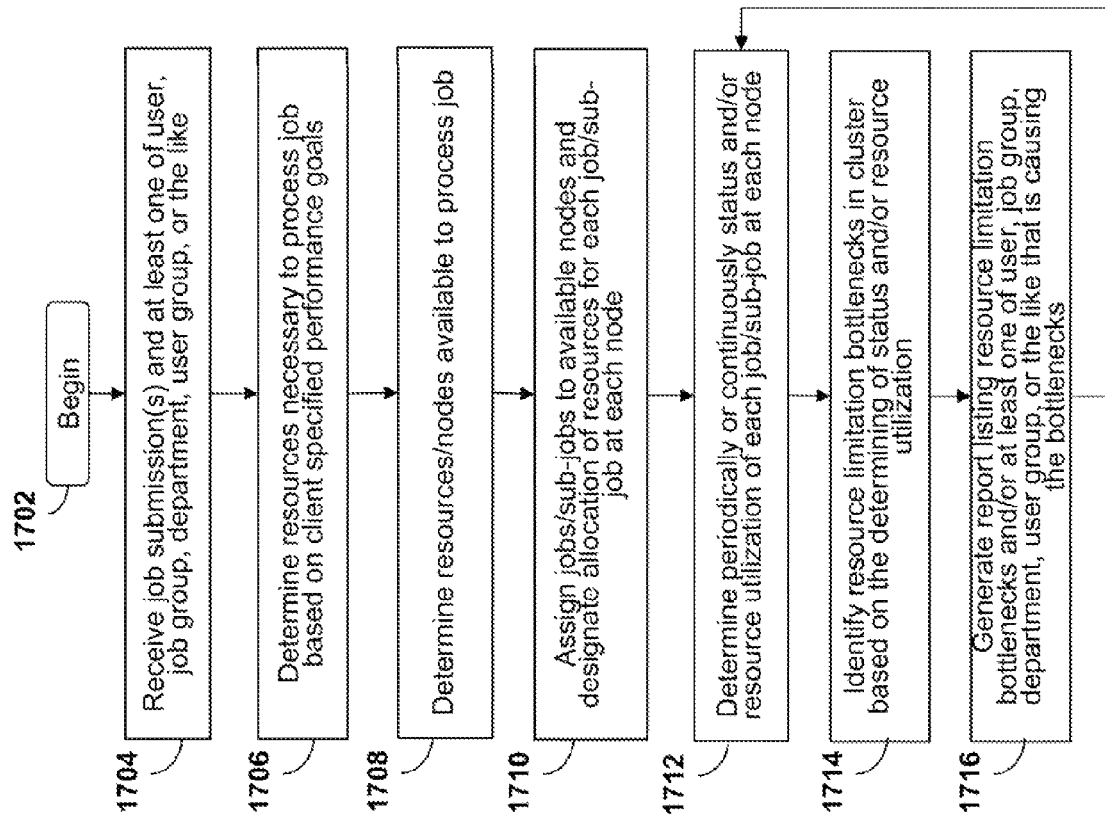 1702
Begin
1704
Receive job submission(s) and at least one of user,
job group, department, user group, or the like
1706
Determine resources necessary to process job
based on client specified performance goals
1708
Determine resources/nodes available to process job
1710
Assign jobs/sub-jobs to available nodes and
designate allocation of resources for each job/sub-
job at each node
1712
Determine periodically or continuously status and/or
resource utilization of each job/sub-job at each node
1714
Identify resource limitation bottlenecks in cluster
based on the determining of status and/or resource
utilization
1716
Generate report listing resource limitation
bottlenecks and/or at least one of user, job group,
department, user group, or the like that is causing
the bottlenecks